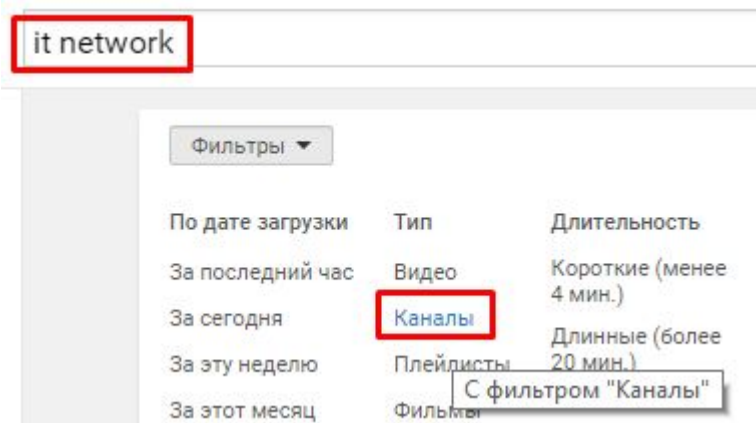 it network
Фильтры
По дате загрузки
За последний час
За сегодня
За эту неделю
За этот месяц
Тип
Видео
Каналы
Плейлисты
Фильмы
Длительность
Короткие (менее
4 мин.)
Длинные (более
20 мин.)
С фильтром "Каналы"